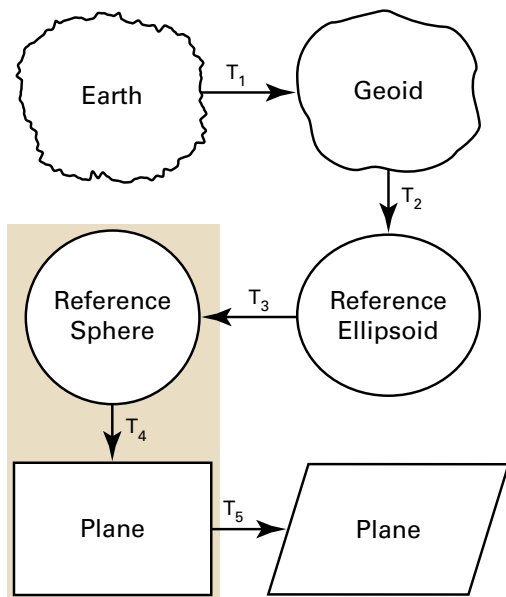 Earth
T₁
Geoid
T₂
Reference
Sphere
T₃
Reference
Ellipsoid
T₄
Plane
T₅
Plane